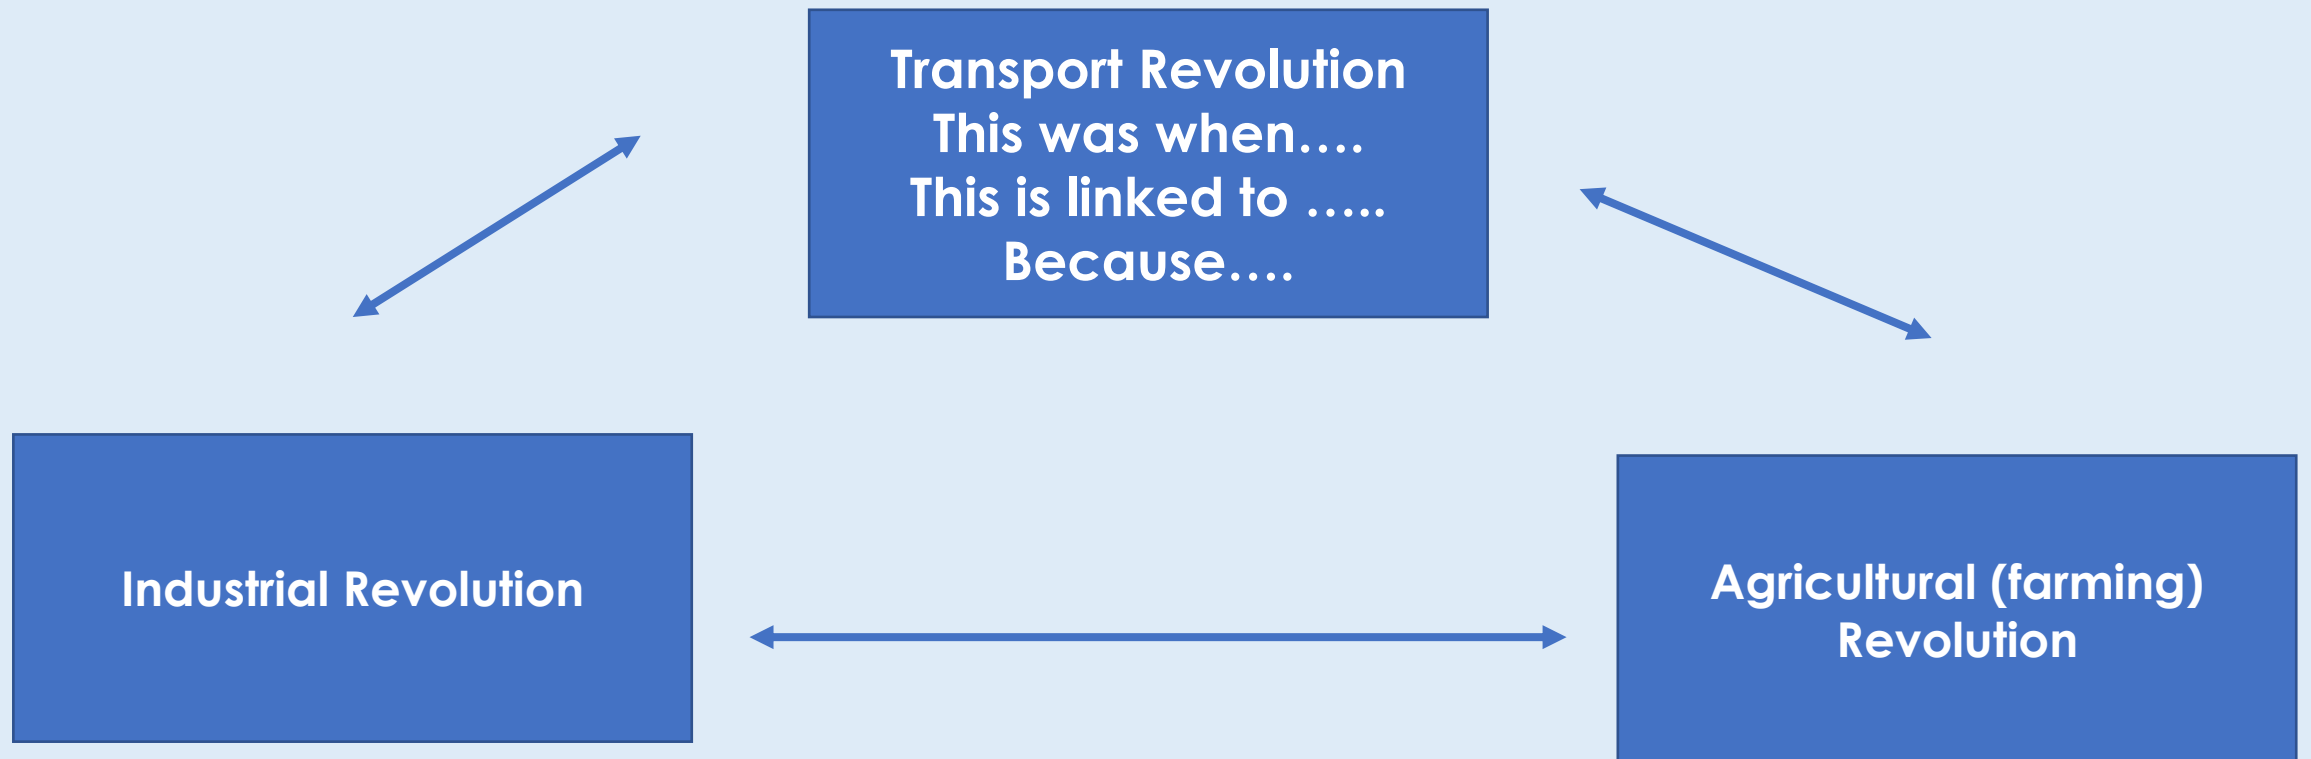 Transport Revolution
This was when….
This is linked to …..
Because….
Industrial Revolution
Agricultural (farming)
Revolution